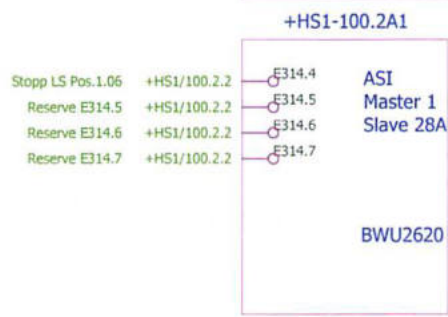 +HS1-100.2A1
Stopp LS Pos.1.06 +HS1/100.2.2 E314.4 ASI
Reserve E314.5 +HS1/100.2.2 E314.5 Master 1
Reserve E314.6 +HS1/100.2.2 E314.6 Slave 28A
Reserve E314.7 +HS1/100.2.2 E314.7
BWU2620